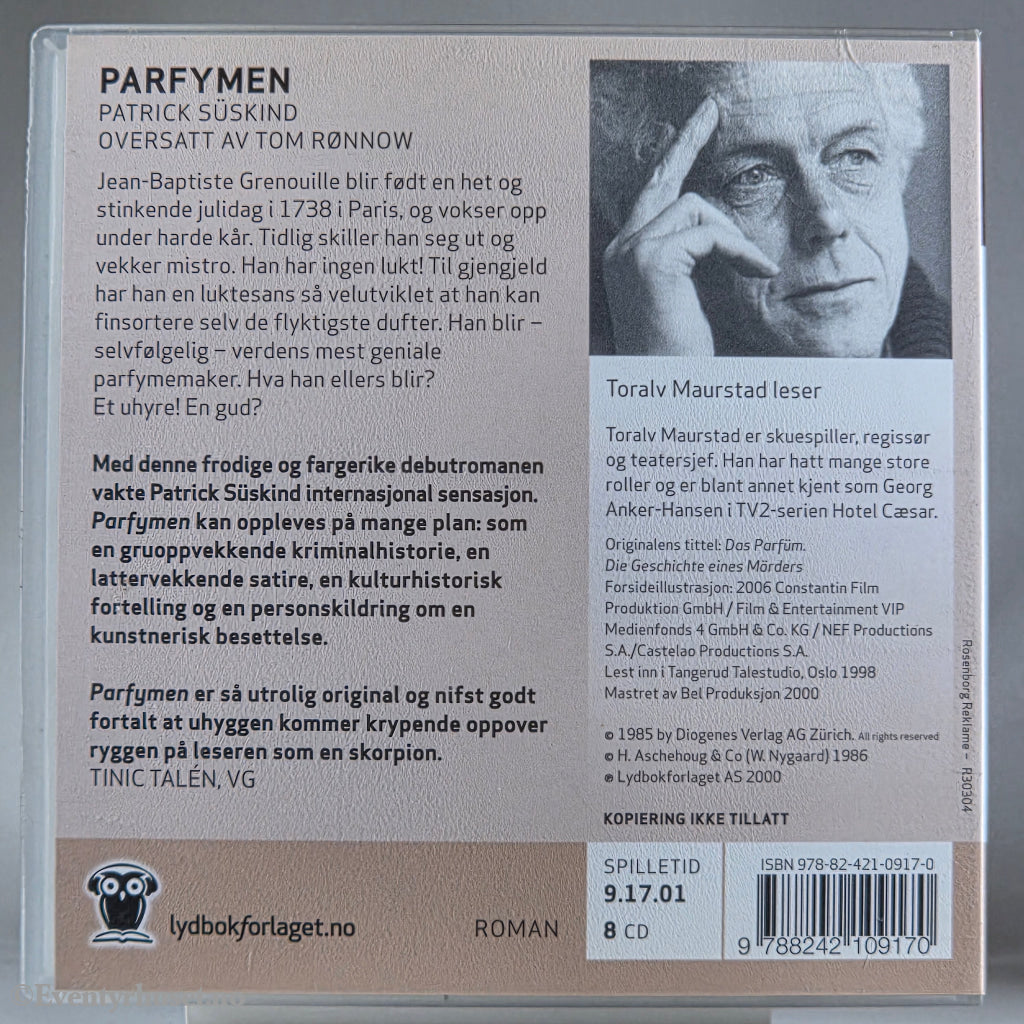 PARFYMEN
PATRICK SÜSKIND
OVERSATT AV TOM RØNNOW
Jean-Baptiste Grenouille blir født en het og
stinkende julidag i 1738 i Paris, og vokser opp
under harde kår. Tidlig skiller han seg ut og
vekker mistro. Han har ingen lukt! Til gjengjeld
har han en luktesans så velutviklet at han kan
finsortere selv de flyktigste dufter. Han blir –
selvfølgelig – verdens mest geniale
parfymemaker. Hva han ellers blir?
Et uhyre! En gud?
Med denne frodige og fargerike debutromanen
vakte Patrick Süskind internasjonal sensasjon.
Parfymen kan oppleves på mange plan: som
en gruoppvekkende kriminalhistorie, en
lattervekkende satire, en kulturhistorisk
fortelling og en personskildring om en
kunstnerisk besettelse.
Parfymen er så utrolig original og nifst godt
fortalt at uhyggen kommer krypende oppover
ryggen på leseren som en skorpion.
TINIC TALÉN, VG
Toralv Maurstad leser
Toralv Maurstad er skuespiller, regissør
og teatersjef. Han har hatt mange store
roller og er blant annet kjent som Georg
Anker-Hansen i TV2-serien Hotel Cæsar.
Originalens tittel: Das Parfüm.
Die Geschichte eines Mörders
Forsideillustrasjon: 2006 Constantin Film
Produktion GmbH / Film & Entertainment VIP
Medienfonds 4 GmbH & Co. KG / NEF Productions
S.A./Castelao Productions S.A.
Lest inn i Tangerud Talestudio, Oslo 1998
Mastret av Bel Produksjon 2000
© 1985 by Diogenes Verlag AG Zürich. All rights reserved
© H. Aschehoug & Co (W. Nygaard) 1986
℗ Lydbokforlaget AS 2000
KOPIERING IKKE TILLATT
Rosenborg Reklame – R30304
lydbokforlaget.no
ROMAN
SPILLETID
9.17.01
8 CD
ISBN 978-82-421-0917-0
9 788242 109170